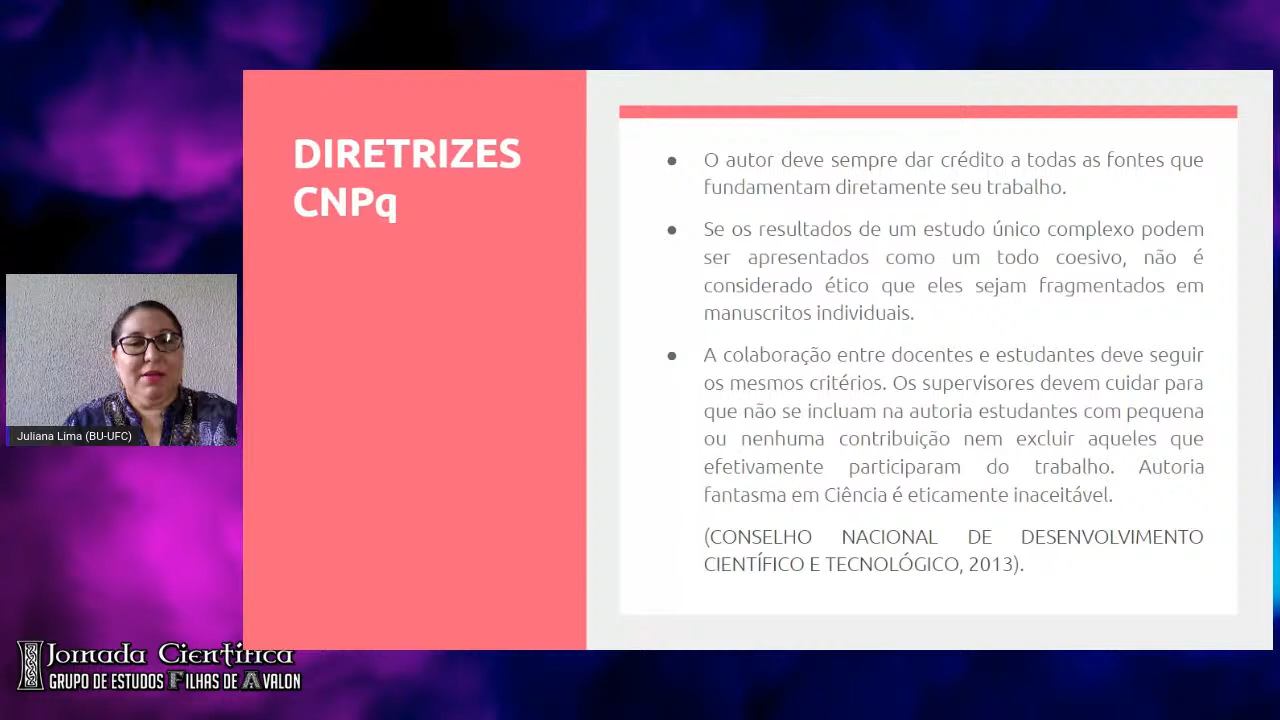 DIRETRIZES
CNPq
● O autor deve sempre dar crédito a todas as fontes que
fundamentam diretamente seu trabalho.
● Se os resultados de um estudo único complexo podem
ser apresentados como um todo coesivo, não é
considerado ético que eles sejam fragmentados em
manuscritos individuais.
● A colaboração entre docentes e estudantes deve seguir
os mesmos critérios. Os supervisores devem cuidar para
que não se incluam na autoria estudantes com pequena
ou nenhuma contribuição nem excluir aqueles que
efetivamente participaram do trabalho. Autoria
fantasma em Ciência é eticamente inaceitável.
(CONSELHO NACIONAL DE DESENVOLVIMENTO
CIENTÍFICO E TECNOLÓGICO, 2013).
Juliana Lima (BU-UFC)
Jornada Científica
GRUPO DE ESTUDOS FILHAS DE AVALON